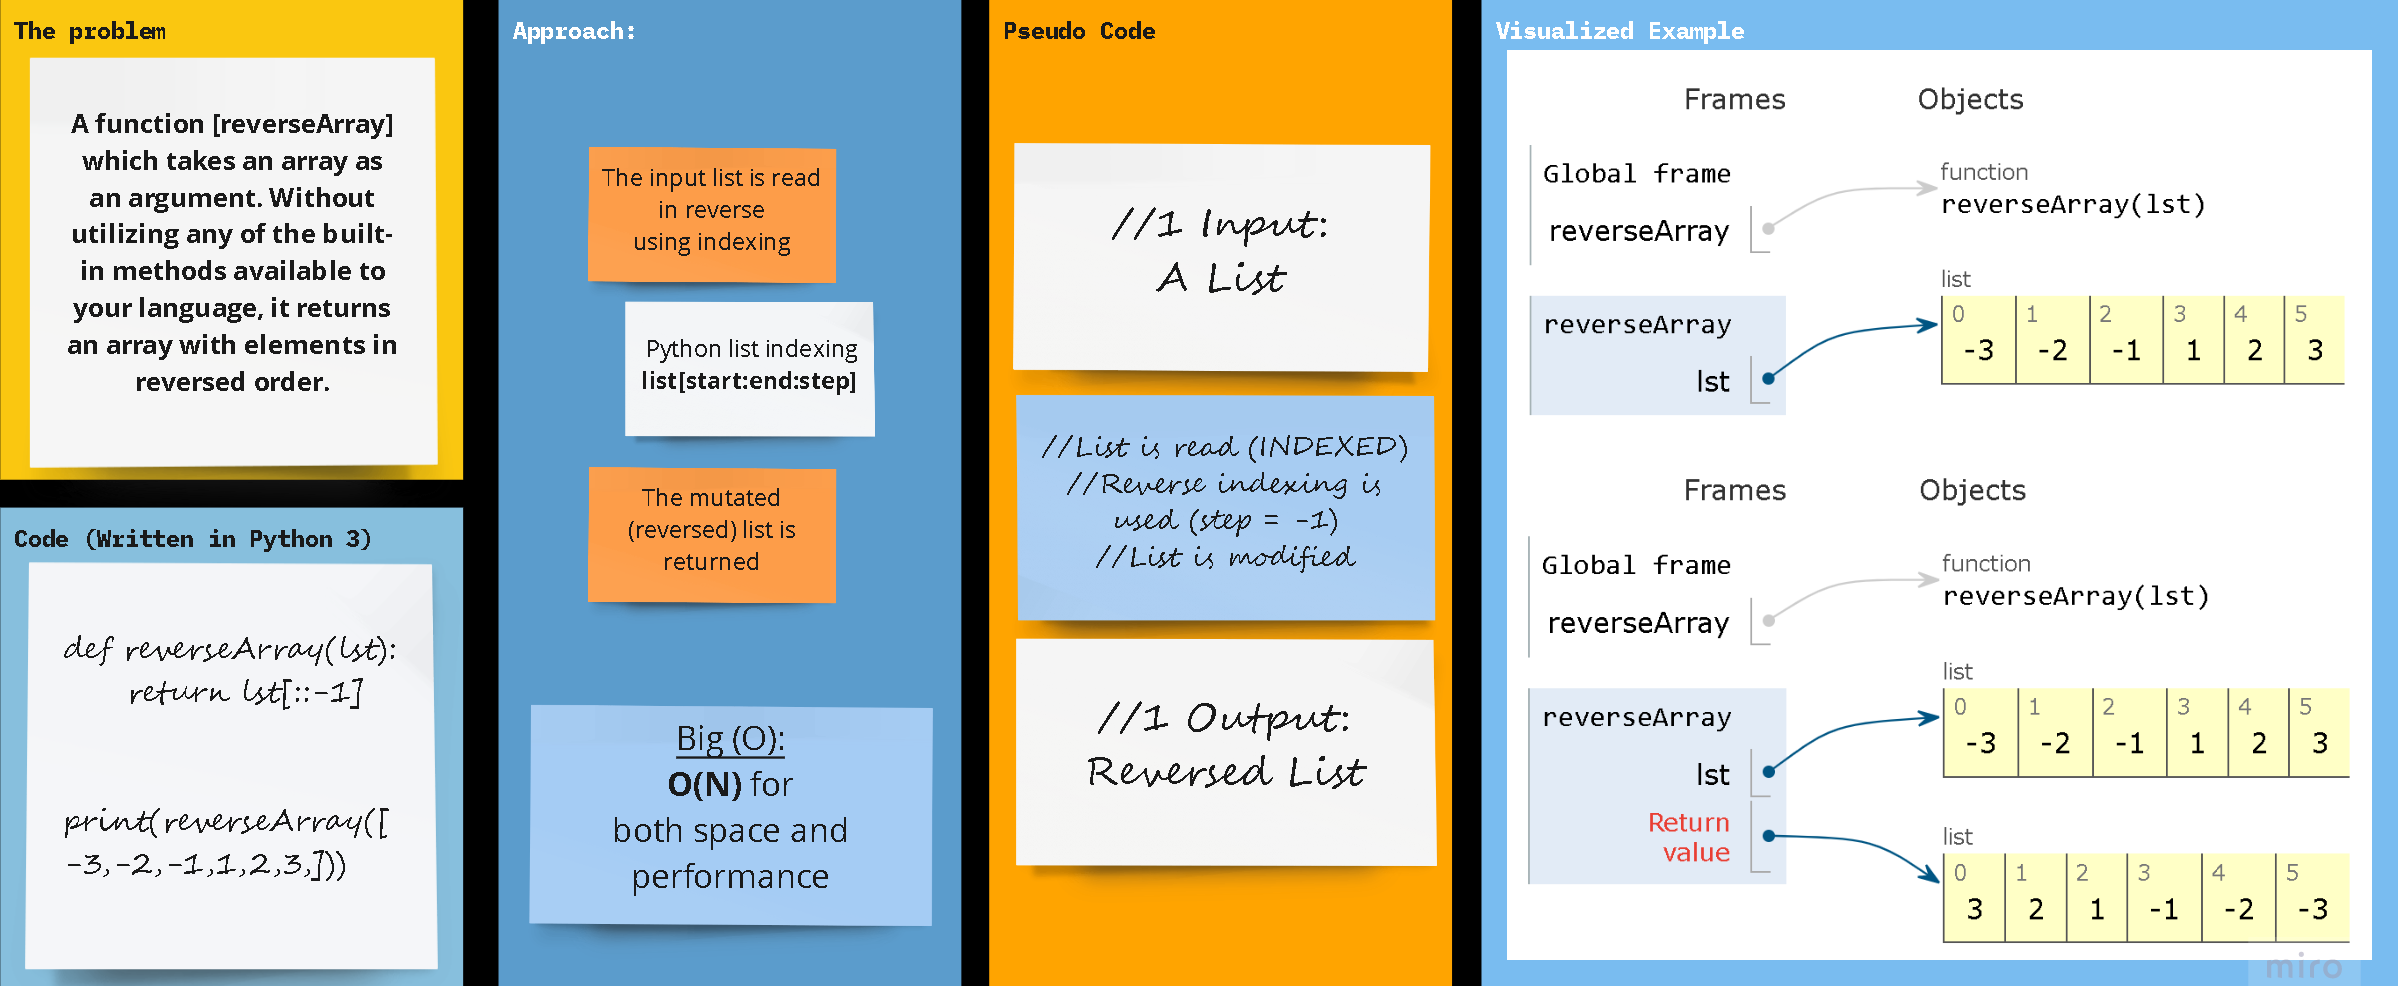 The problem
A function [reverseArray]
which takes an array as
an argument. Without
utilizing any of the built-
in methods available to
your language, it returns
an array with elements in
reversed order.
Code (Written in Python 3)
def reverseArray(lst):
return lst[::-1]
print(reverseArray([
-3,-2,-1,1,2,3,]))
Approach:
The input list is read
in reverse
using indexing
Python list indexing
list[start:end:step]
The mutated
(reversed) list is
returned
Big (O):
O(N) for
both space and
performance
Pseudo Code
//1 Input:
A List
//List is read (INDEXED)
//Reverse indexing is
used (step = -1)
//List is modified
//1 Output:
Reversed List
Visualized Example
Frames Objects
Global frame
reverseArray
function
reverseArray(lst)
reverseArray
lst
list
0 1 2 3 4 5
-3 -2 -1 1 2 3
Frames Objects
Global frame
reverseArray
function
reverseArray(lst)
reverseArray
lst
Return
value
list
0 1 2 3 4 5
-3 -2 -1 1 2 3
list
0 1 2 3 4 5
3 2 1 -1 -2 -3
miro